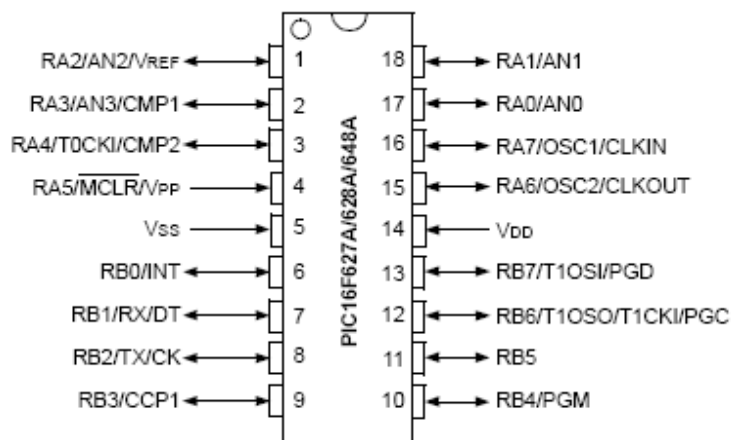 RA2/AN2/VREF 1 18 RA1/AN1
RA3/AN3/CMP1 2 17 RA0/AN0
RA4/T0CKI/CMP2 3 16 RA7/OSC1/CLKIN
RA5/MCLR/VPP 4 15 RA6/OSC2/CLKOUT
VSS 5 14 VDD
RB0/INT 6 13 RB7/T1OSI/PGD
RB1/RX/DT 7 12 RB6/T1OSO/T1CKI/PGC
RB2/TX/CK 8 11 RB5
RB3/CCP1 9 10 RB4/PGM
PIC16F627A/628A/648A